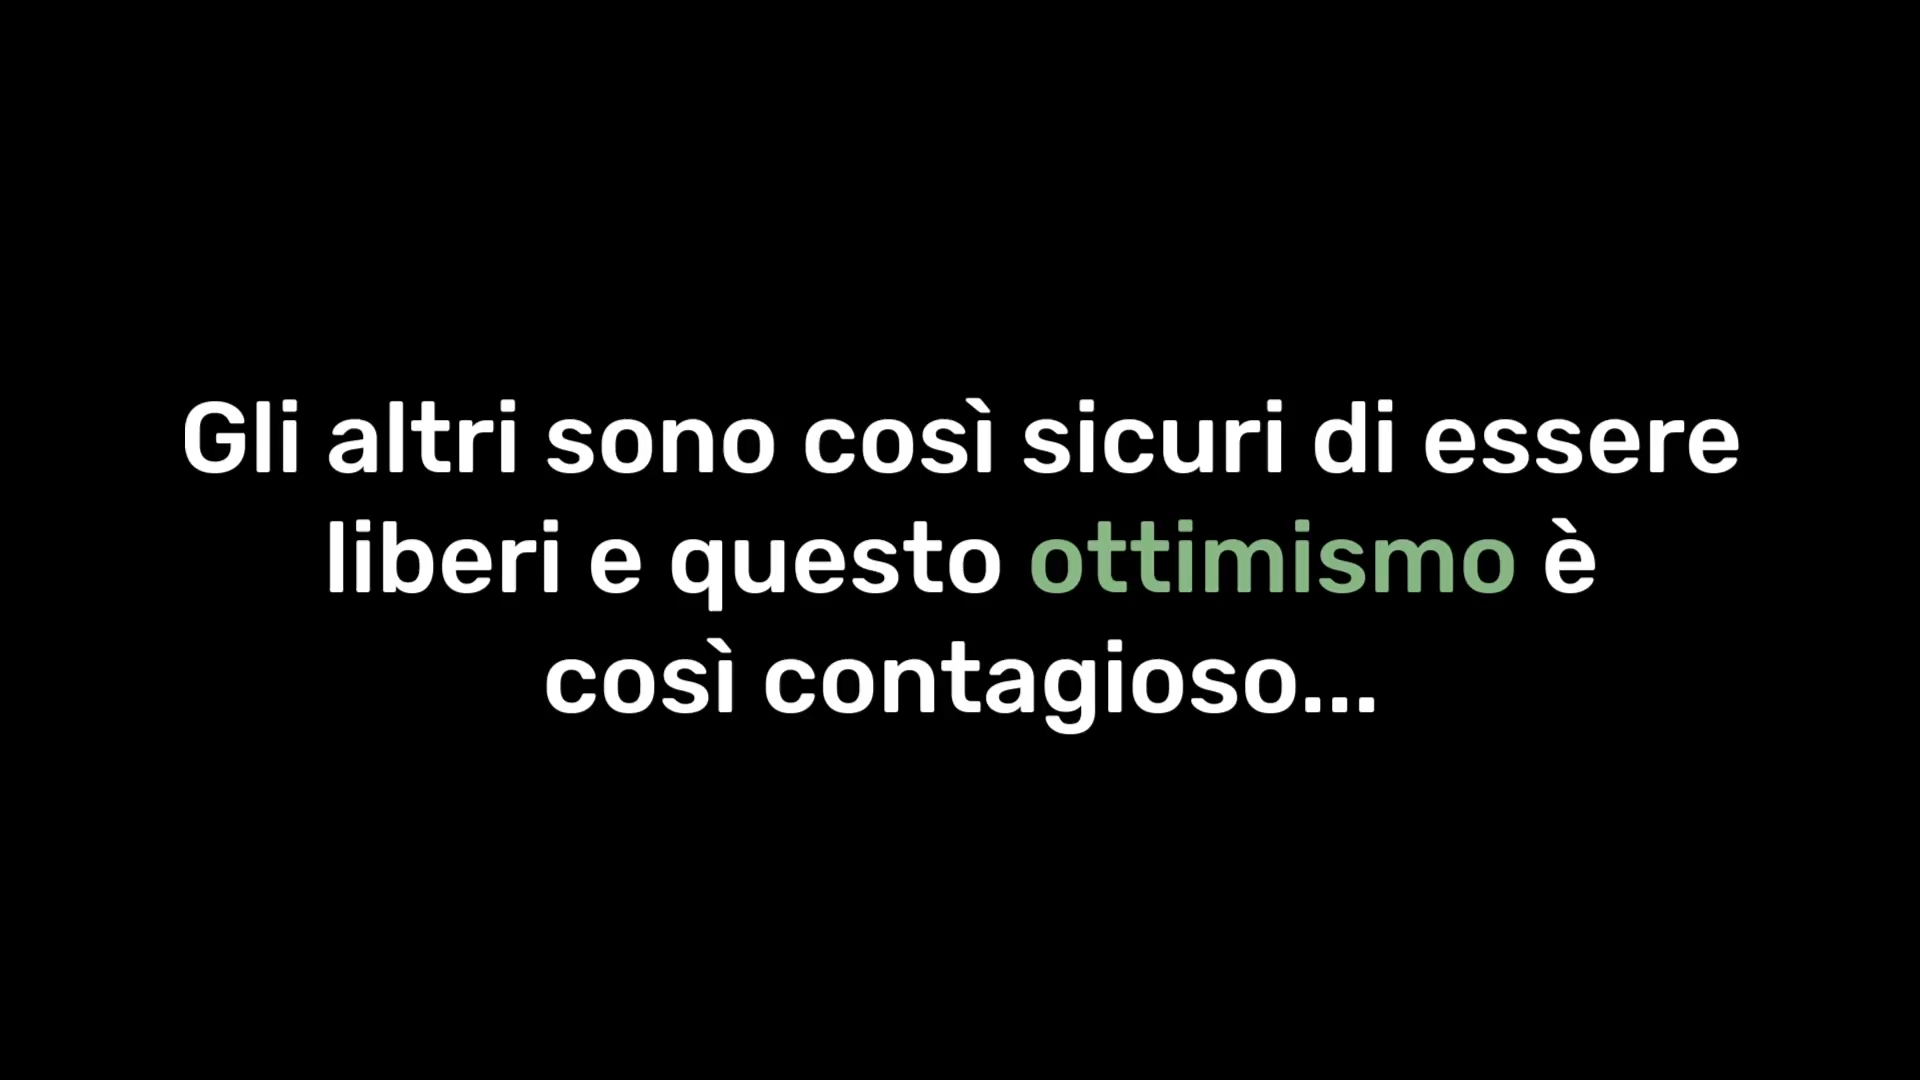 Gli altri sono così sicuri di essere
liberi e questo ottimismo è
così contagioso...